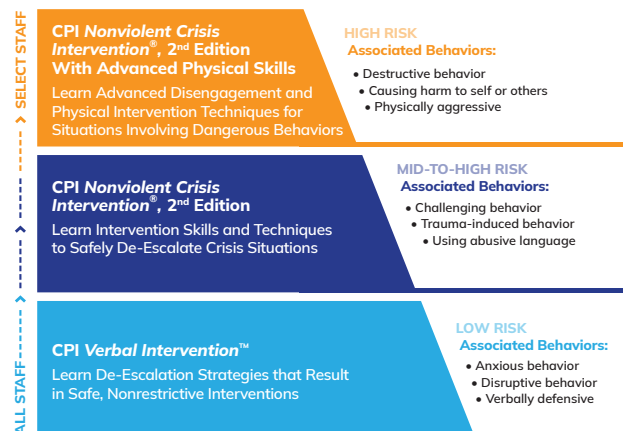 SELECT STAFF
CPI Nonviolent Crisis
Intervention®, 2nd Edition
With Advanced Physical Skills
Learn Advanced Disengagement and
Physical Intervention Techniques for
Situations Involving Dangerous Behaviors
HIGH RISK
Associated Behaviors:
• Destructive behavior
• Causing harm to self or others
• Physically aggressive
CPI Nonviolent Crisis
Intervention®, 2nd Edition
Learn Intervention Skills and Techniques
to Safely De-Escalate Crisis Situations
MID-TO-HIGH RISK
Associated Behaviors:
• Challenging behavior
• Trauma-induced behavior
• Using abusive language
ALL STAFF
CPI Verbal Intervention™
Learn De-Escalation Strategies that Result
in Safe, Nonrestrictive Interventions
LOW RISK
Associated Behaviors:
• Anxious behavior
• Disruptive behavior
• Verbally defensive